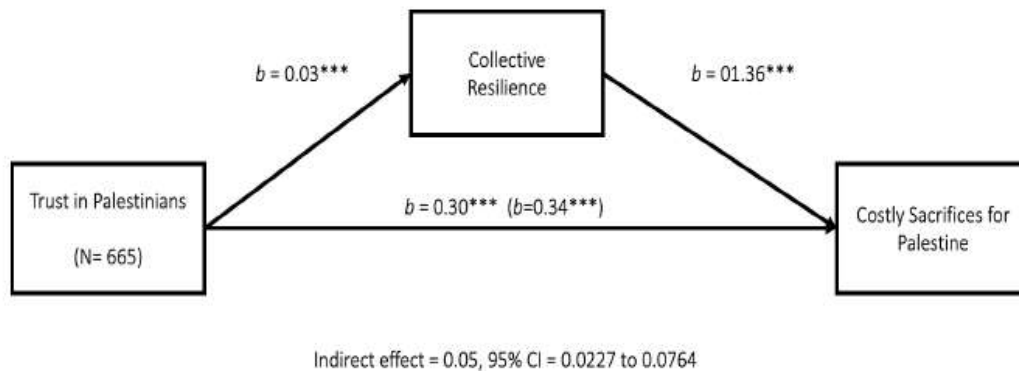 Collective
Resilience
b = 0.03***
b = 01.36***
Trust in Palestinians
(N= 665)
b = 0.30*** (b=0.34***)
Costly Sacrifices for
Palestine
Indirect effect = 0.05, 95% CI = 0.0227 to 0.0764